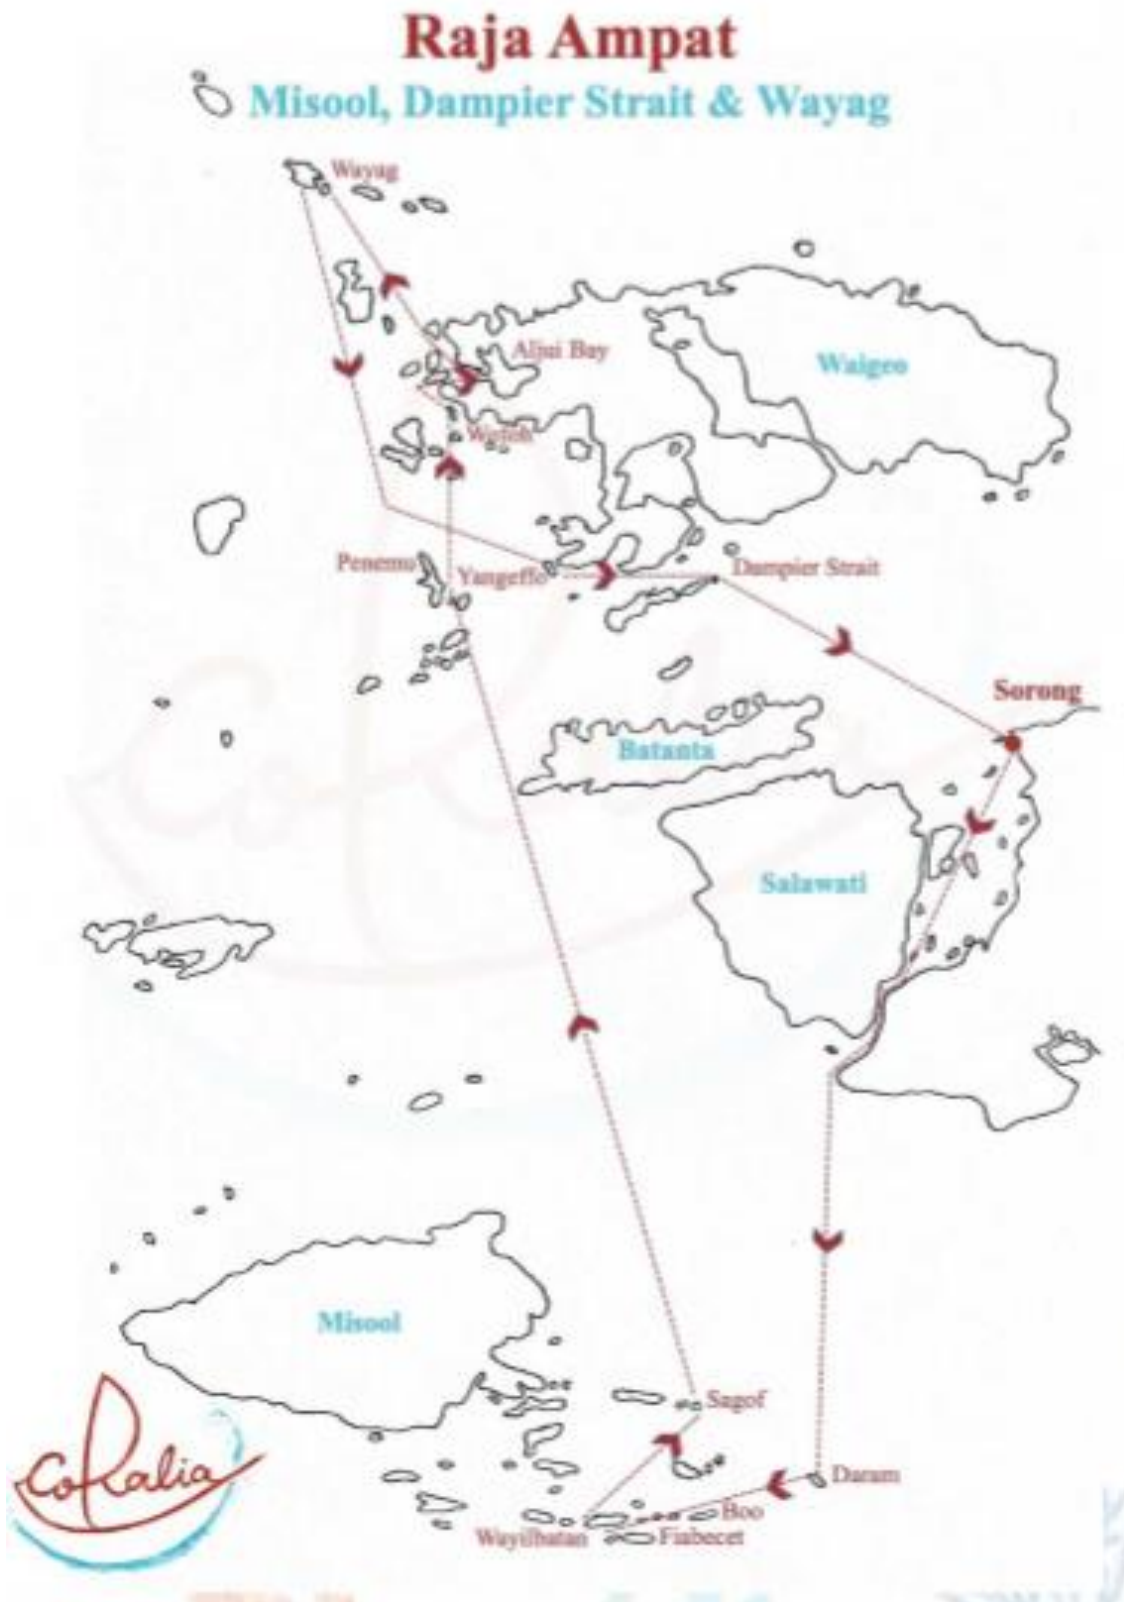 Raja Ampat
Misool, Dampier Strait & Wayag
Wayag
Aljui Bay
Waigeo
Penemu
Yangeffo
Dampier Strait
Sorong
Batanta
Salawati
Misool
Sagof
Daram
Boo
Wayilbatan
Fiabecet
coRalia